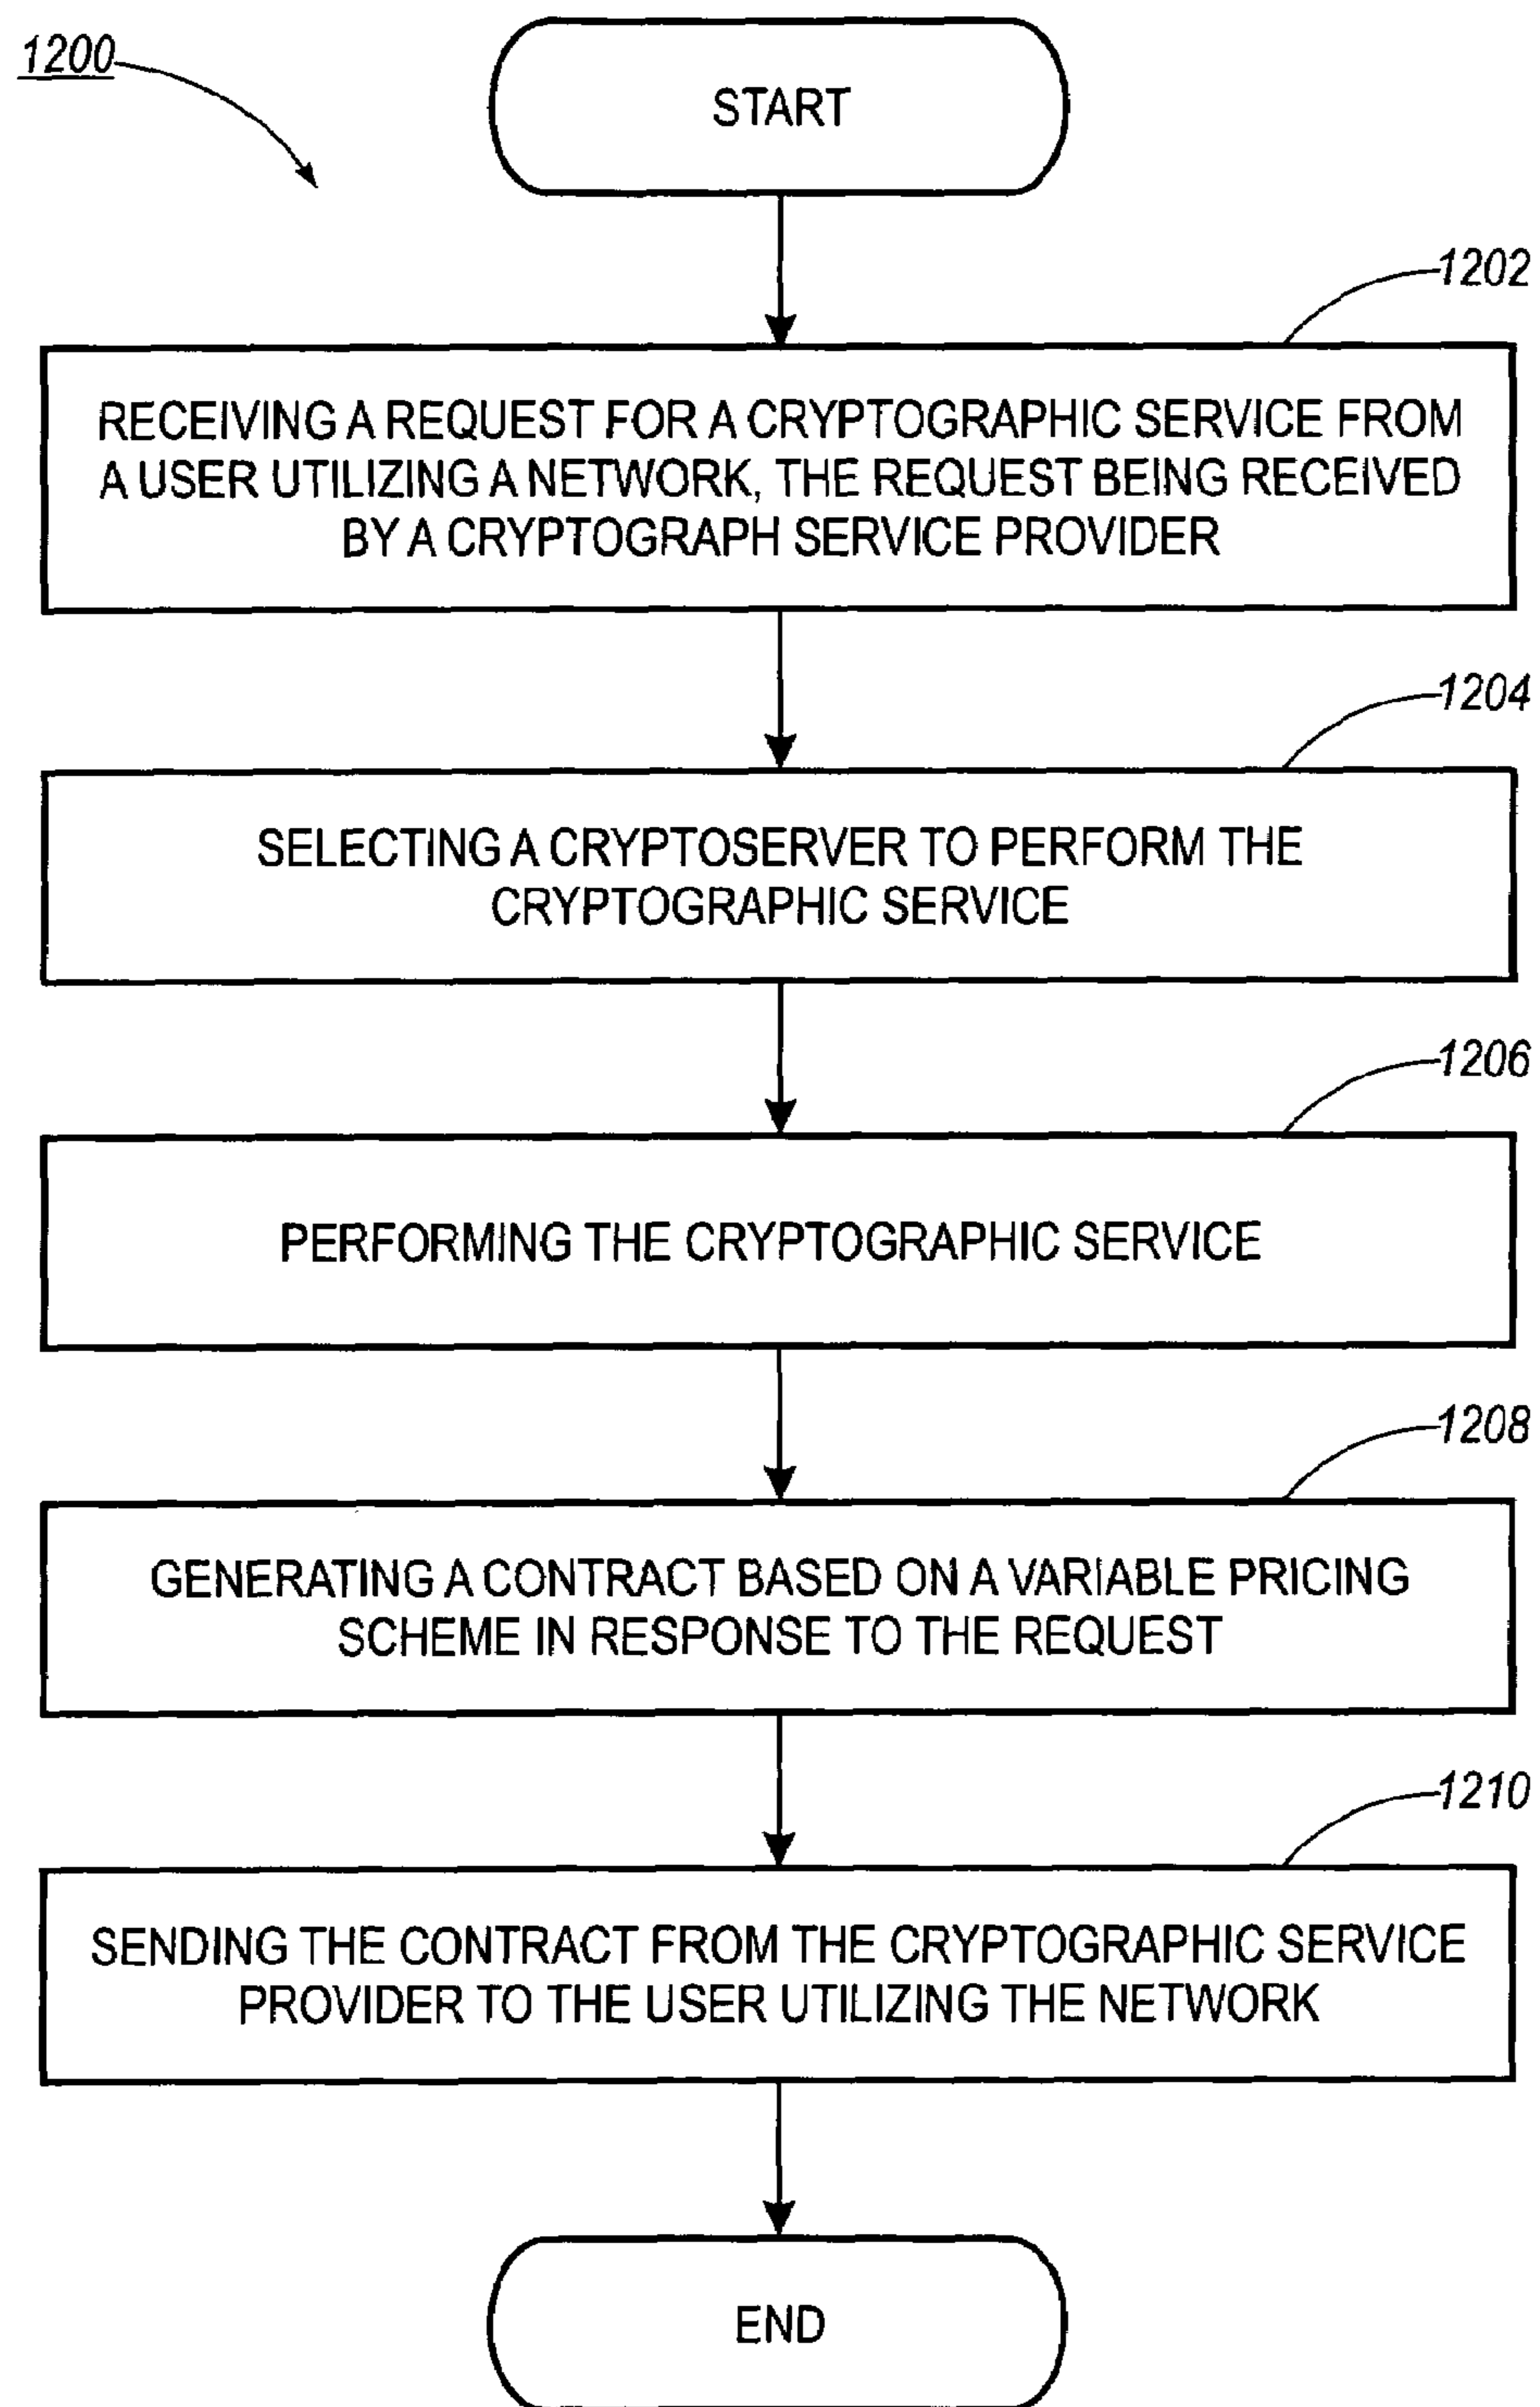 1200
START
1202
RECEIVING A REQUEST FOR A CRYPTOGRAPHIC SERVICE FROM
A USER UTILIZING A NETWORK, THE REQUEST BEING RECEIVED
BY A CRYPTOGRAPH SERVICE PROVIDER
1204
SELECTING A CRYPTOSERVER TO PERFORM THE
CRYPTOGRAPHIC SERVICE
1206
PERFORMING THE CRYPTOGRAPHIC SERVICE
1208
GENERATING A CONTRACT BASED ON A VARIABLE PRICING
SCHEME IN RESPONSE TO THE REQUEST
1210
SENDING THE CONTRACT FROM THE CRYPTOGRAPHIC SERVICE
PROVIDER TO THE USER UTILIZING THE NETWORK
END